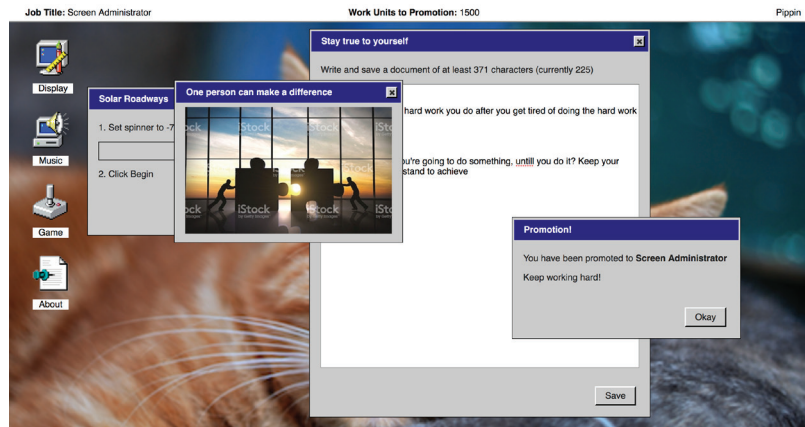 Job Title: Screen Administrator
Work Units to Promotion: 1500
Pippin
Display
Music
Game
About
Solar Roadways
1. Set spinner to -7
2. Click Begin
One person can make a difference
iStock
iStock
iStock
iStock
Stay true to yourself
Write and save a document of at least 371 characters (currently 225)
hard work you do after you get tired of doing the hard work
you're going to do something, untill you do it? Keep your
stand to achieve
Save
Promotion!
You have been promoted to Screen Administrator
Keep working hard!
Okay